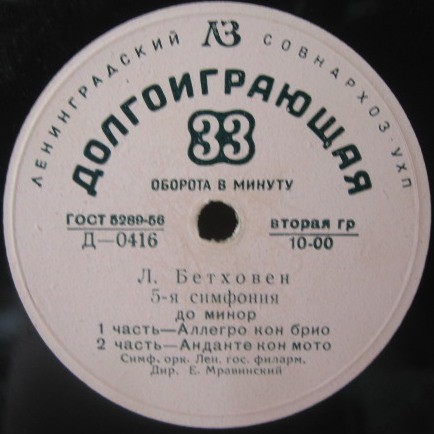 ЛЕНИНГРАДСКИЙ ЛЗ СОВНАРХОЗ·УХП
ДОЛГОИГРАЮЩАЯ
33
ОБОРОТА В МИНУТУ
ГОСТ 5289-56
Д—0416
вторая гр
10-00
Л. Бетховен
5-я симфония
до минор
1 часть—Аллегро кон брио
2 часть—Анданте кон мото
Симф. орк. Лен. гос. филарм.
Дир. Е. Мравинский